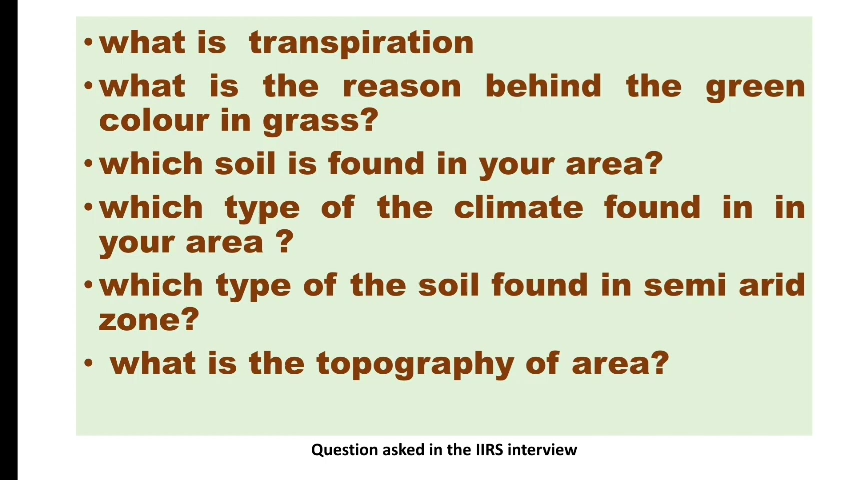 • what is transpiration
• what is the reason behind the green
colour in grass?
• which soil is found in your area?
• which type of the climate found in in
your area ?
• which type of the soil found in semi arid
zone?
• what is the topography of area?
Question asked in the IIRS interview